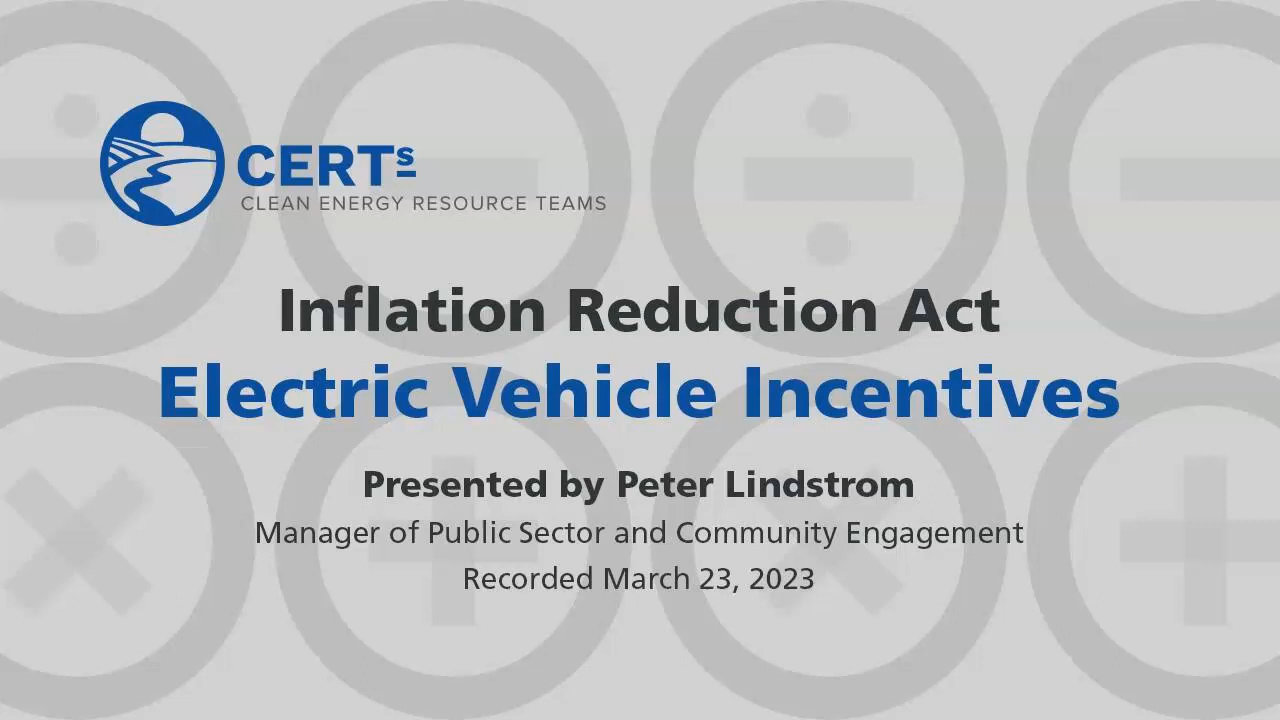 CERTs
CLEAN ENERGY RESOURCE TEAMS
Inflation Reduction Act
Electric Vehicle Incentives
Presented by Peter Lindstrom
Manager of Public Sector and Community Engagement
Recorded March 23, 2023